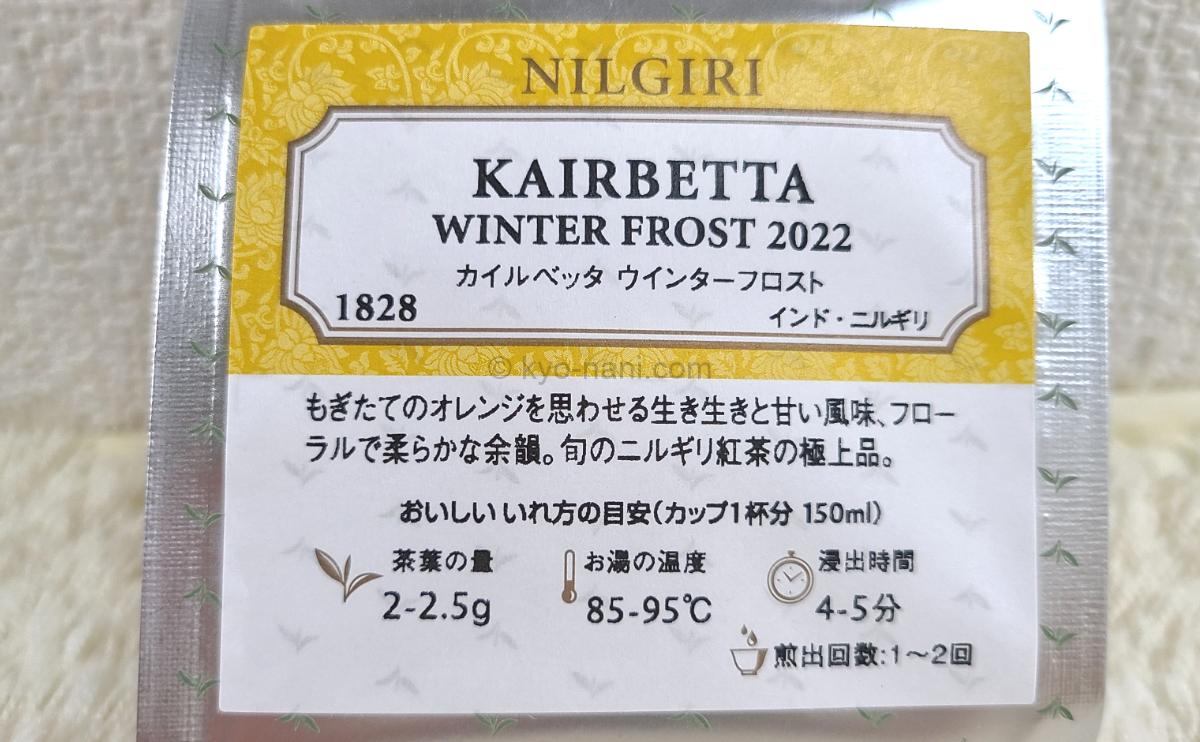 NILGIRI
KAIRBETTA
WINTER FROST 2022
カイルベッタ ウインターフロスト
1828
インド・ニルギリ
© kyo-nani.com
もぎたてのオレンジを思わせる生き生きと甘い風味、フロー
ラルで柔らかな余韻。旬のニルギリ紅茶の極上品。
おいしいいれ方の目安(カップ1杯分 150ml)
茶葉の量
2-2.5g
お湯の温度
85-95℃
浸出時間
4-5分
煎出回数:1〜2回